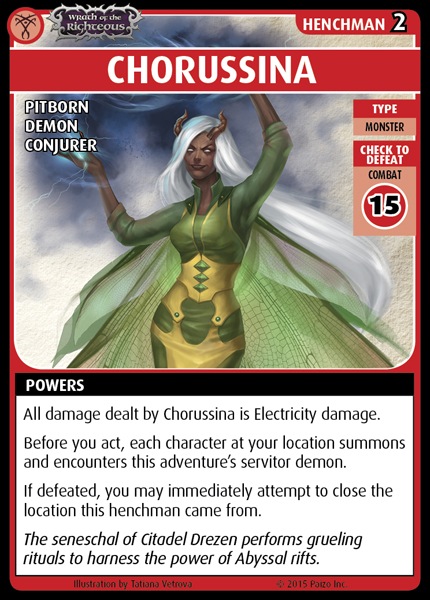 Wrath of the
Righteous
HENCHMAN 2
CHORUSSINA
PITBORN
DEMON
CONJURER
TYPE
MONSTER
CHECK TO
DEFEAT
COMBAT
15
POWERS
All damage dealt by Chorussina is Electricity damage.
Before you act, each character at your location summons
and encounters this adventure's servitor demon.
If defeated, you may immediately attempt to close the
location this henchman came from.
The seneschal of Citadel Drezen performs grueling
rituals to harness the power of Abyssal rifts.
Illustration by Tatiana Vetrova
© 2015 Paizo Inc.